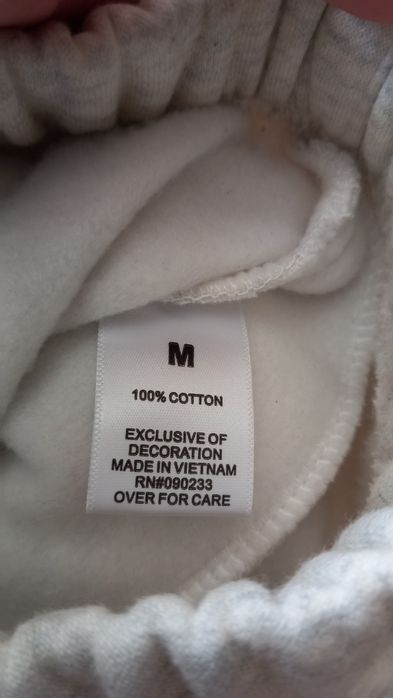 M
100% COTTON
EXCLUSIVE OF
DECORATION
MADE IN VIETNAM
RN#090233
OVER FOR CARE